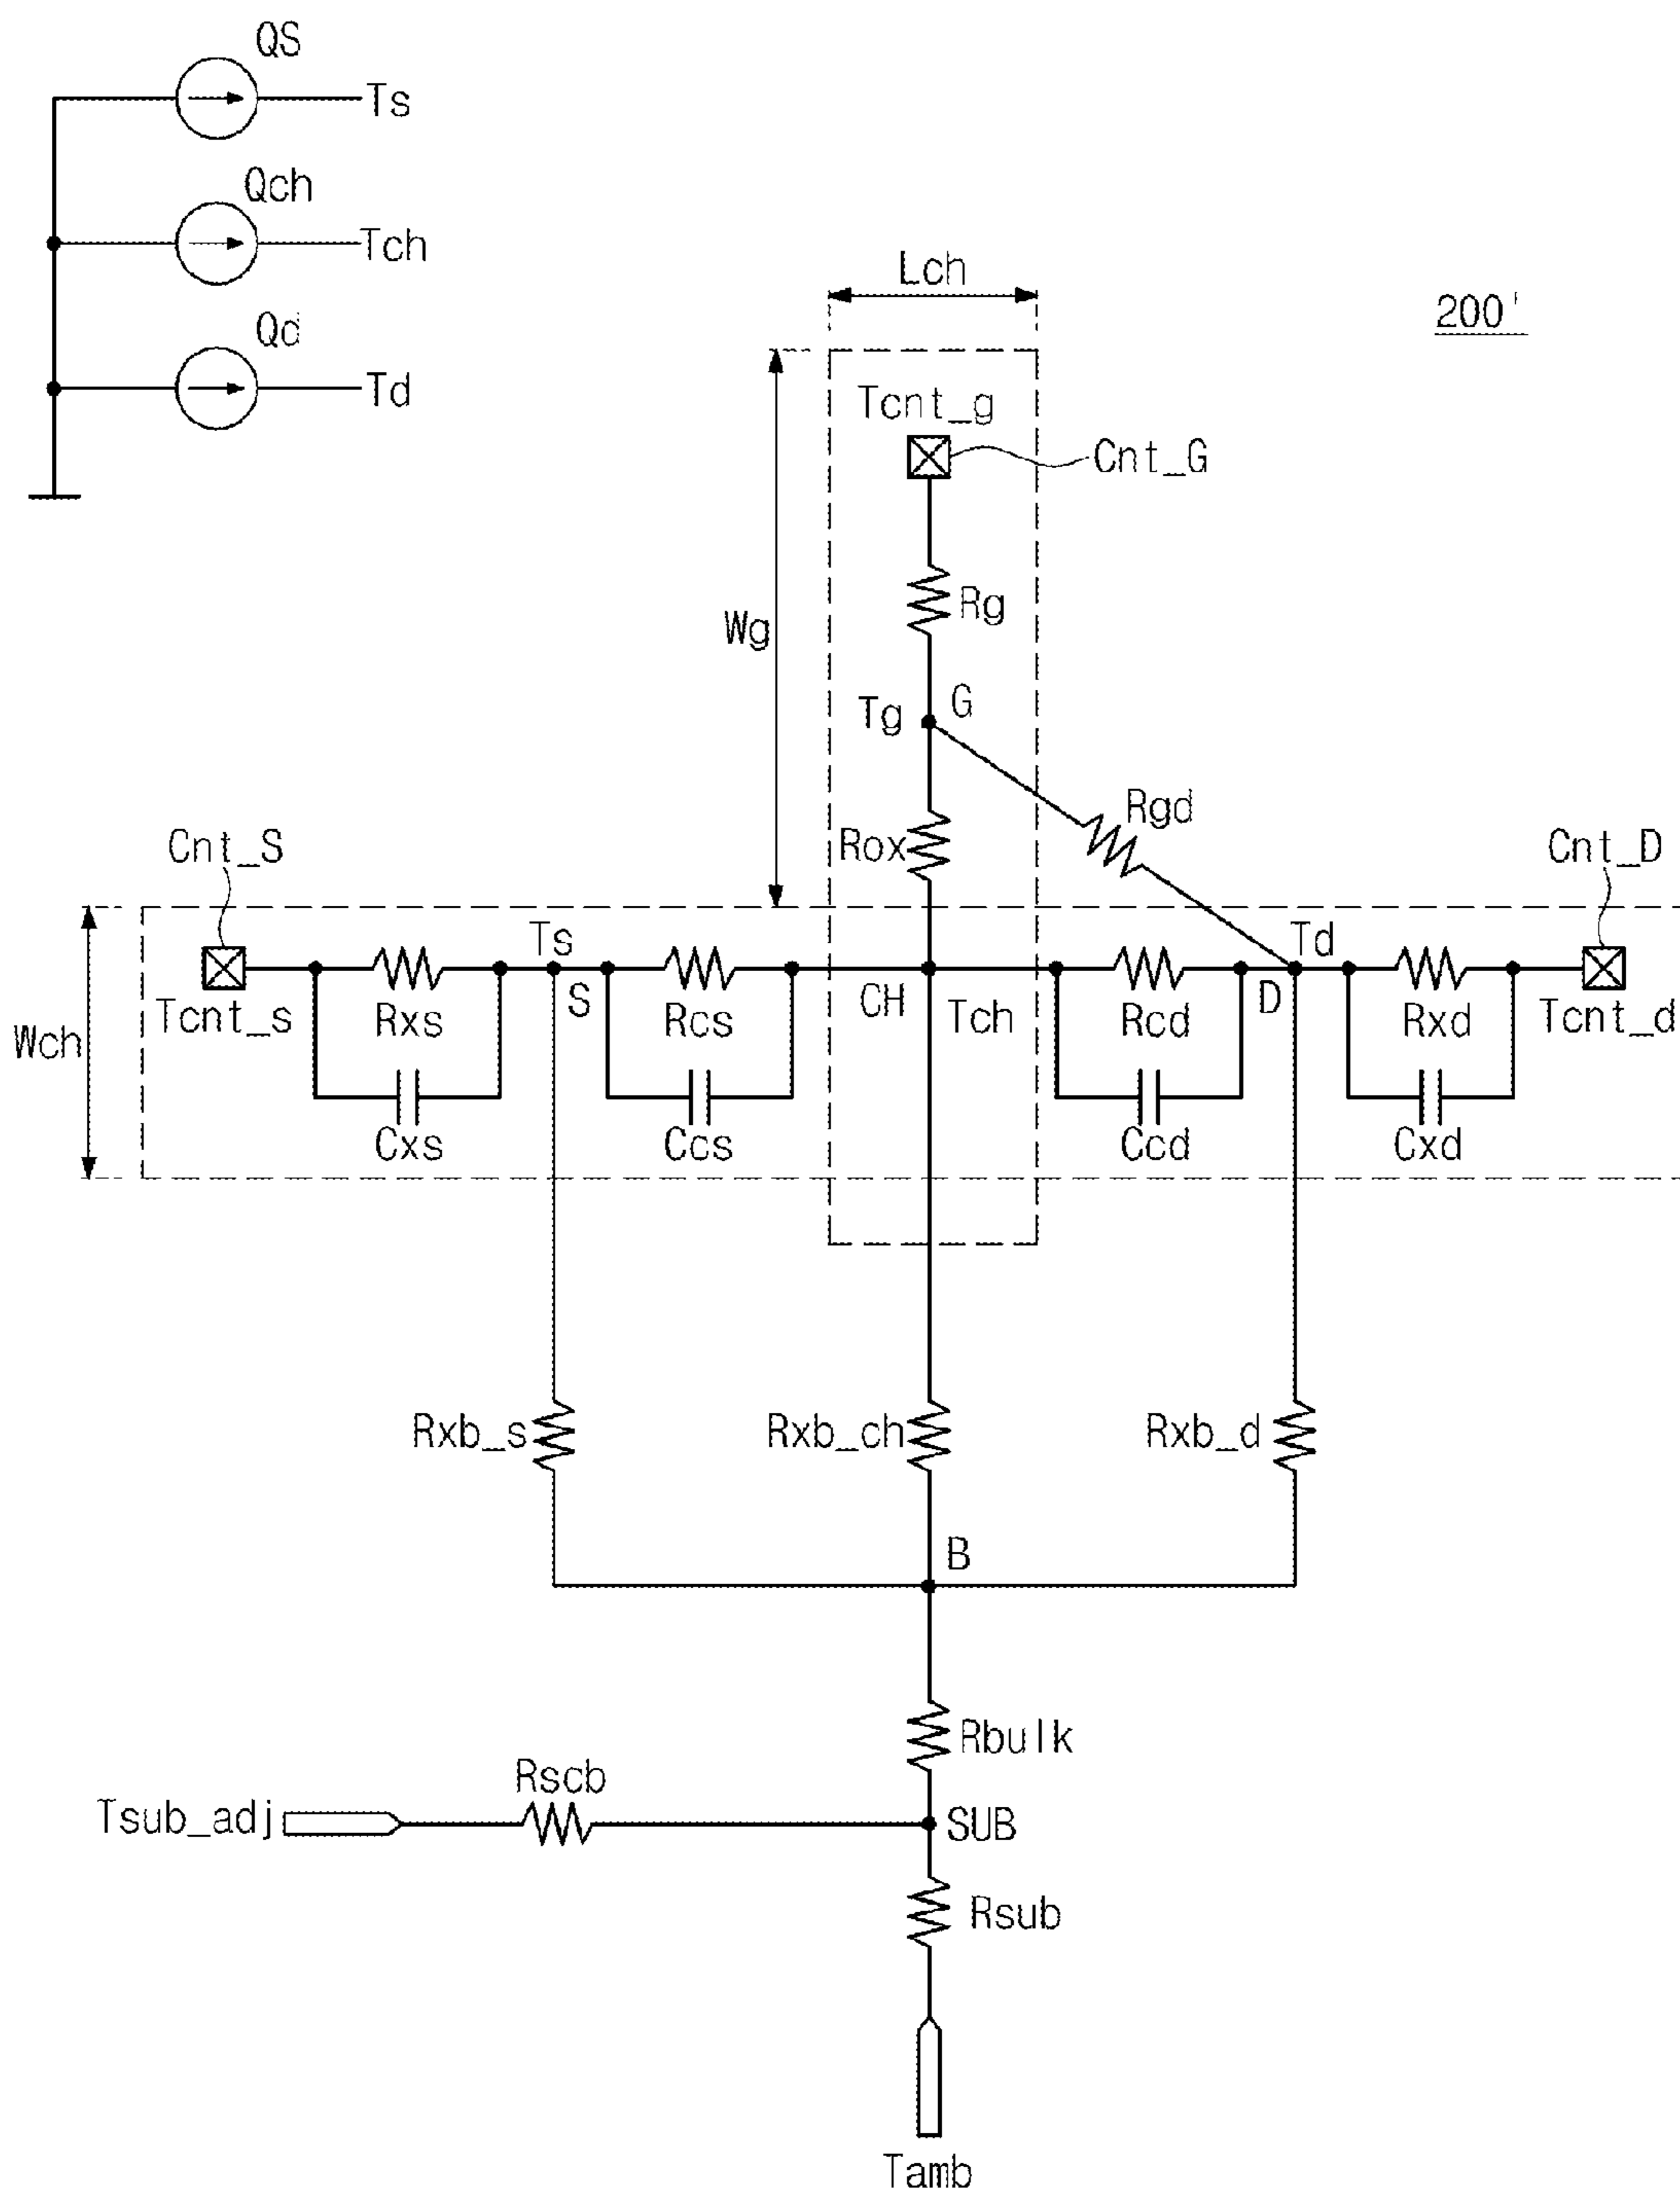 QS
Ts
Qch
Tch
Lch
200'
Qd
Td
Tcnt_g
Cnt_G
Rg
Wg
Tg
G
Rgd
Cnt_S
Rox
Cnt_D
Ts
Td
S
CH
Tch
D
Tcnt_s
Rxs
Rcs
Rcd
Rxd
Tcnt_d
Wch
Cxs
Ccs
Ccd
Cxd
Rxb_s
Rxb_ch
Rxb_d
B
Rbulk
Rscb
Tsub_adj
SUB
Rsub
Tamb